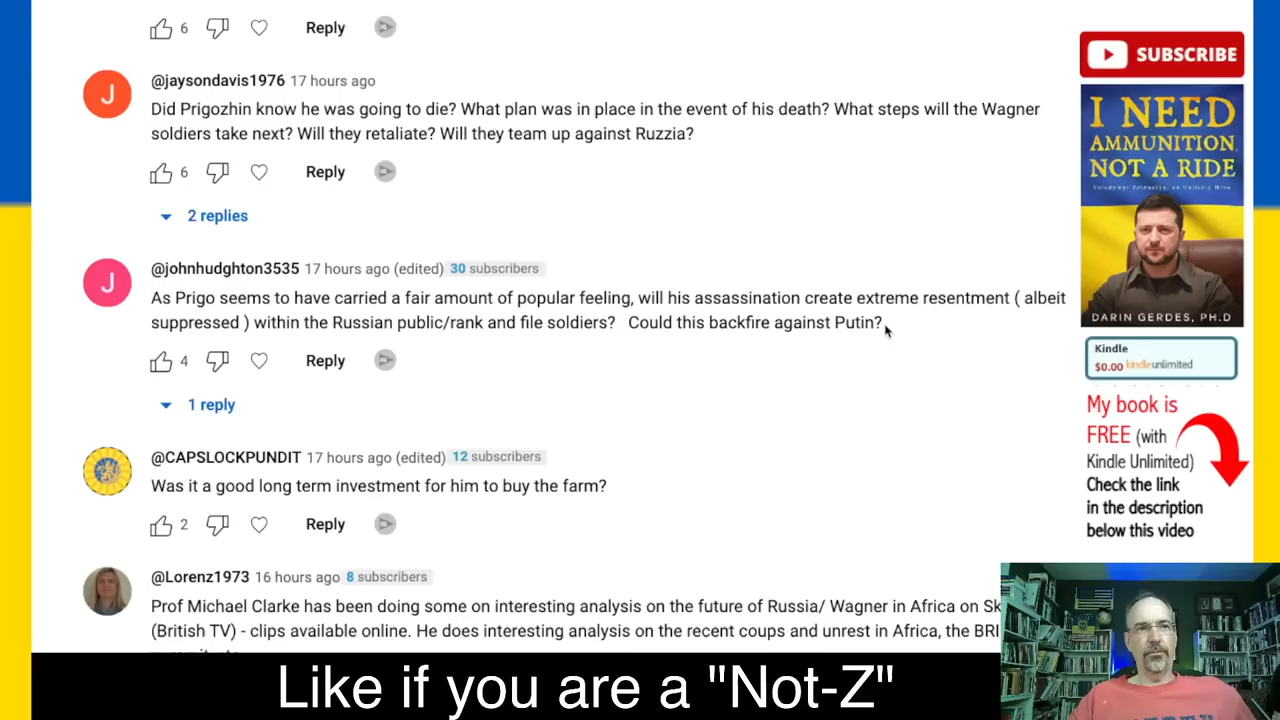 6 Reply
@jaysondavis1976 17 hours ago
J
Did Prigozhin know he was going to die? What plan was in place in the event of his death? What steps will the Wagner
soldiers take next? Will they retaliate? Will they team up against Ruzzia?
6 Reply
2 replies
@johnhudghton3535 17 hours ago (edited) 30 subscribers
J
As Prigo seems to have carried a fair amount of popular feeling, will his assassination create extreme resentment ( albeit
suppressed ) within the Russian public/rank and file soldiers? Could this backfire against Putin?
4 Reply
1 reply
@CAPSLOCKPUNDIT 17 hours ago (edited) 12 subscribers
Was it a good long term investment for him to buy the farm?
2 Reply
@Lorenz1973 16 hours ago 8 subscribers
Prof Michael Clarke has been doing some on interesting analysis on the future of Russia/ Wagner in Africa on Sk
(British TV) - clips available online. He does interesting analysis on the recent coups and unrest in Africa, the BRI
SUBSCRIBE
I NEED
AMMUNITION,
NOT A RIDE
Volodymyr Zelenskyy, An Unlikely Hero
DARIN GERDES, PH.D
Kindle
$0.00 kindleunlimited
My book is
FREE (with
Kindle Unlimited)
Check the link
in the description
below this video
Like if you are a "Not-Z"